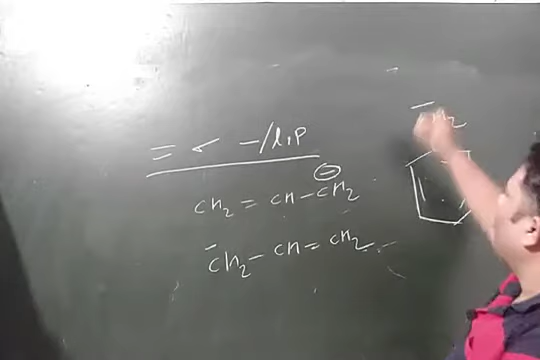 = < -/l.p
CH2 = CH-CH2 ⊖
-CH2-CH=CH2
-CH2